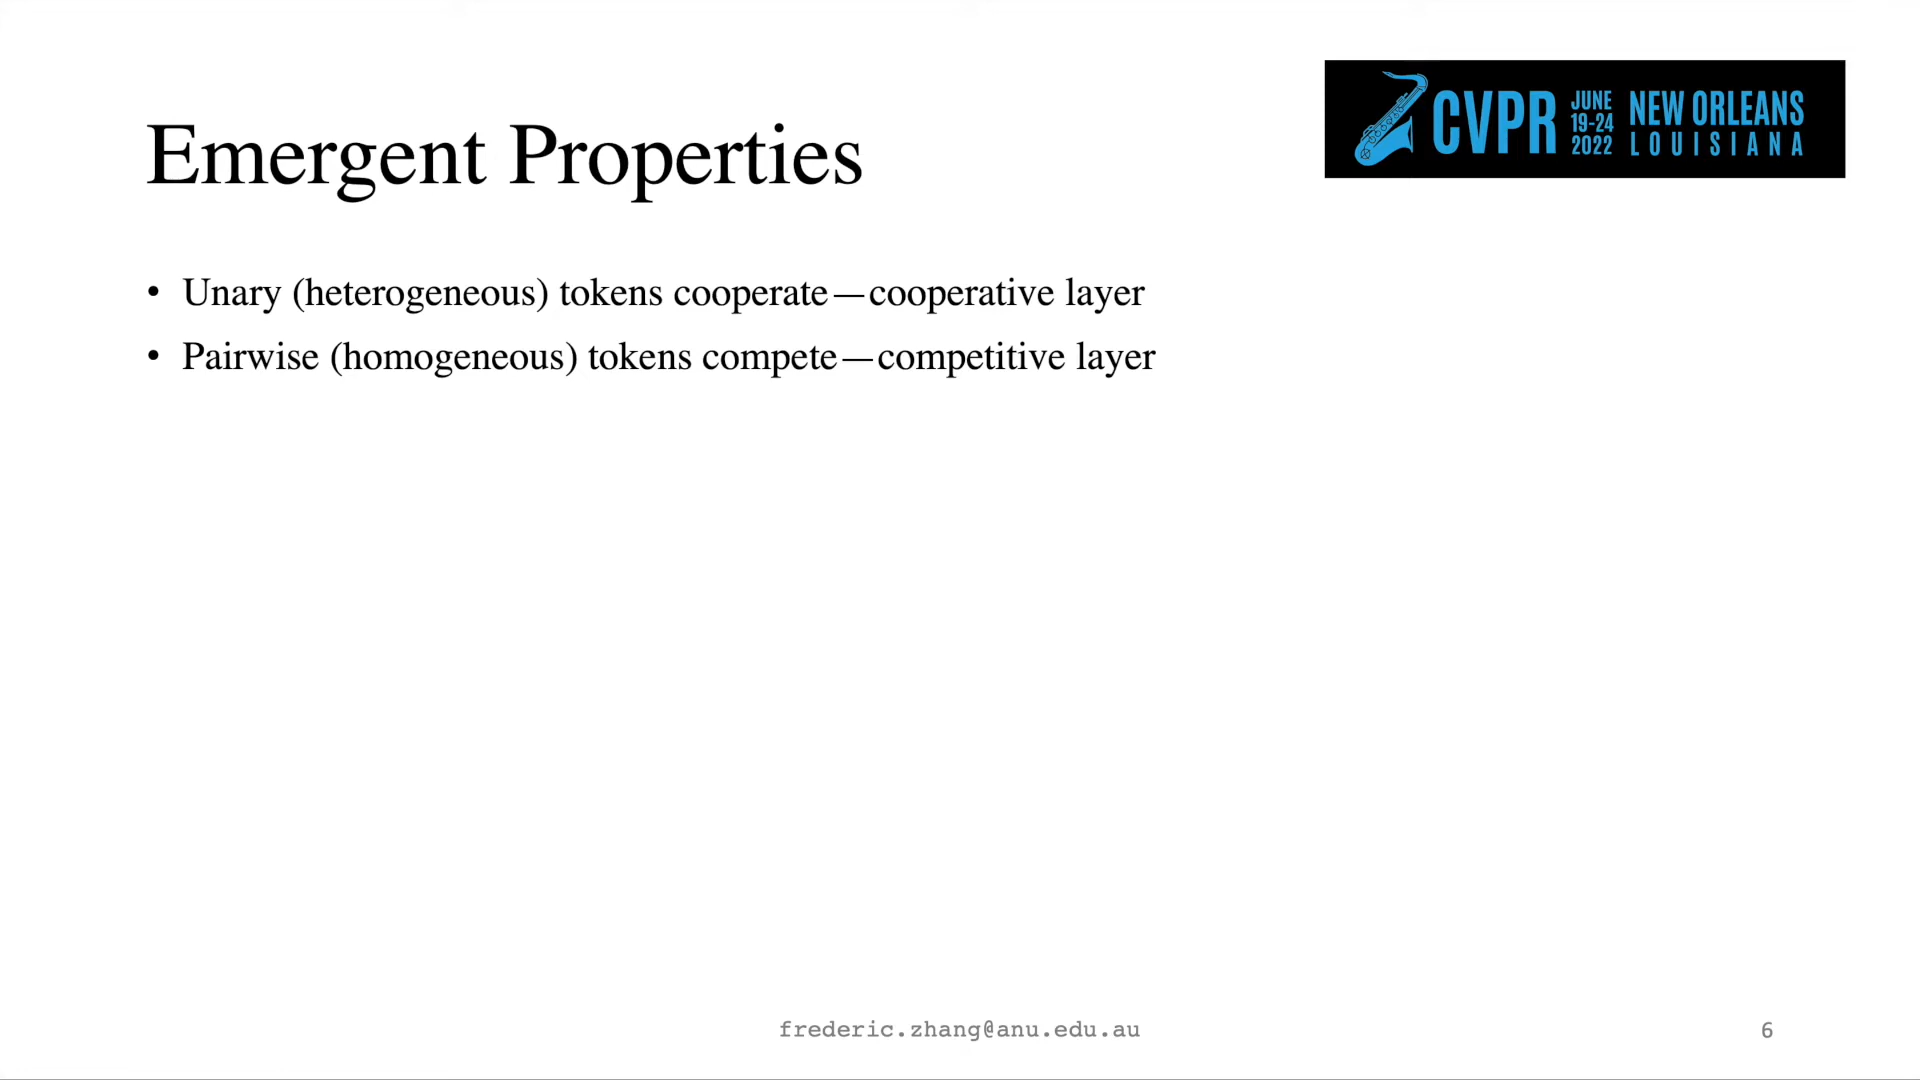 Emergent Properties
CVPR JUNE 19-24 2022 NEW ORLEANS LOUISIANA
• Unary (heterogeneous) tokens cooperate—cooperative layer
• Pairwise (homogeneous) tokens compete—competitive layer
frederic.zhang@anu.edu.au
6